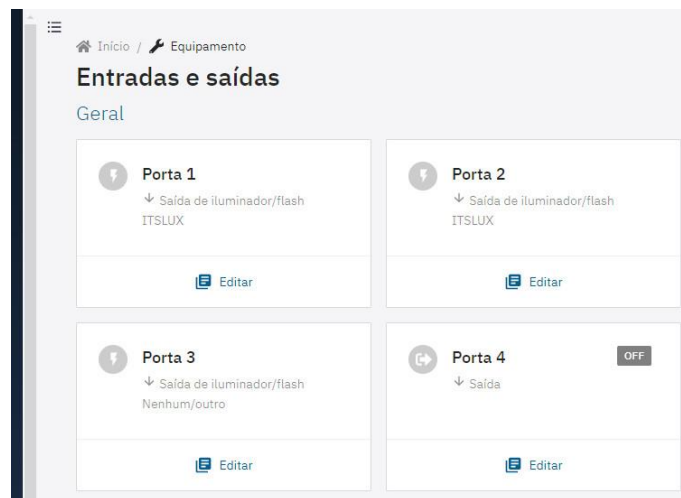 Início / Equipamento
Entradas e saídas
Geral
Porta 1
Saída de iluminador/flash
ITSLUX
Editar
Porta 2
Saída de iluminador/flash
ITSLUX
Editar
Porta 3
Saída de iluminador/flash
Nenhum/outro
Editar
Porta 4
OFF
Saída
Editar